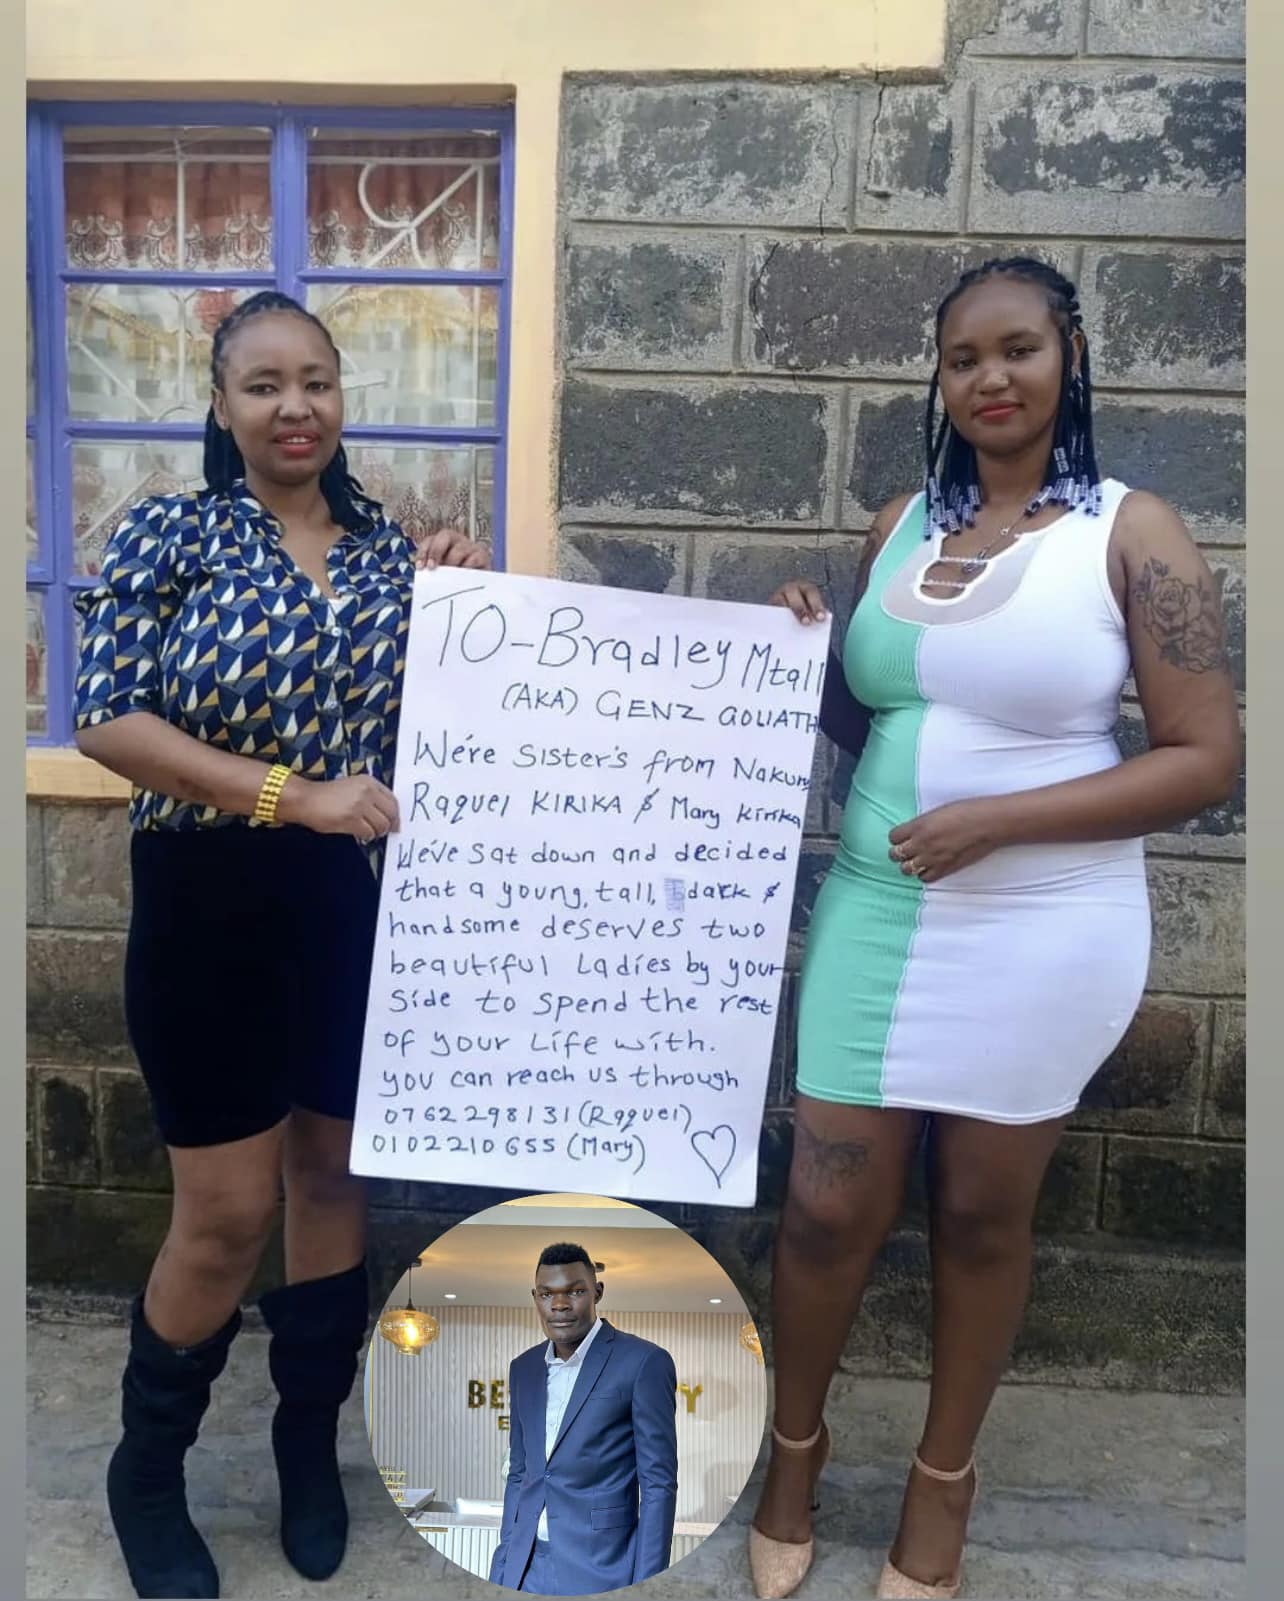 TO-Bradley Mtall
(AKA) GENZ GOLIATH
We're Sister's from Nakuru
Raquel KIRIKA & Mary Kirika
We've sat down and decided
that a young, tall, dark &
handsome deserves two
beautiful Ladies by your
Side to spend the rest
of your Life with.
you can reach us through
0762298131 (Raquel)
0102210655 (Mary)